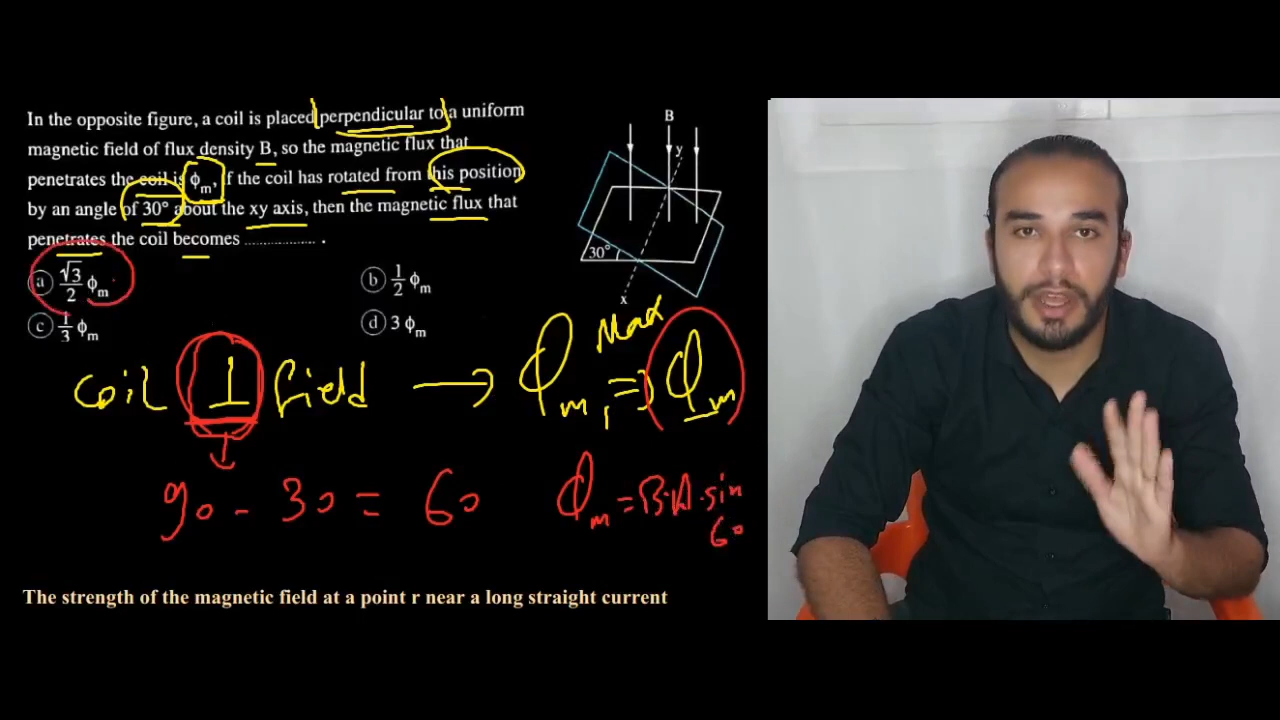 In the opposite figure, a coil is placed perpendicular to a uniform
magnetic field of flux density B, so the magnetic flux that
penetrates the coil is ϕm, if the coil has rotated from this position
by an angle of 30° about the xy axis, then the magnetic flux that
penetrates the coil becomes .................... .
ⓐ √3/2 ϕm ⓑ 1/2 ϕm
ⓒ 1/3 ϕm ⓓ 3 ϕm
B
y
30°
x
Max
coil ⊥ field → ϕm, ⇒ ϕm
90 - 30 = 60 ϕm = B.A.sin
60
The strength of the magnetic field at a point r near a long straight current